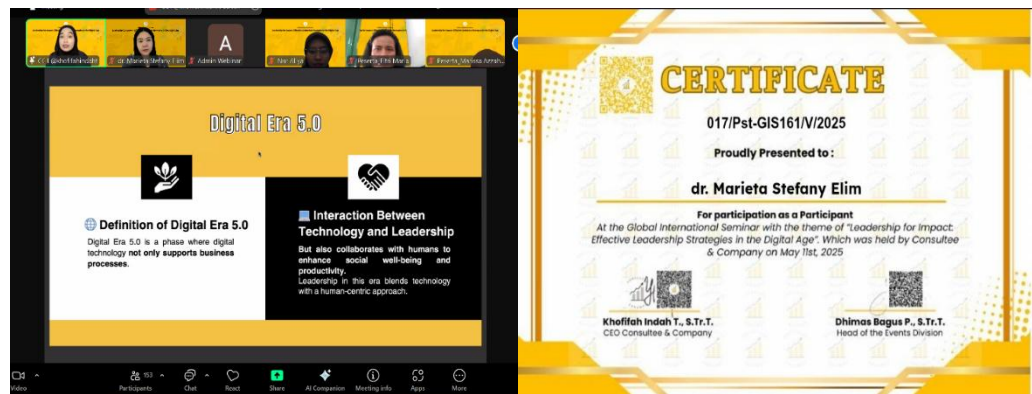 dr. Marieta Stefany Elim
A
Admin Webinar
Nar Aliya
Digital Era 5.0
Definition of Digital Era 5.0
Digital Era 5.0 is a phase where digital
technology not only supports business
processes.
Interaction Between
Technology and Leadership
But also collaborates with humans to
enhance social well-being and
productivity.
Leadership in this era blends technology
with a human-centric approach.
Video
153
Participants
Chat
React
Share
AI Companion
Meeting info
Apps
More
CERTIFICATE
017/Pst-GIS161/V/2025
Proudly Presented to :
dr. Marieta Stefany Elim
For participation as a Participant
At the Global International Seminar with the theme of "Leadership for Impact:
Effective Leadership Strategies in the Digital Age". Which was held by Consultee
& Company on May 11st, 2025
Khofifah Indah T., S.Tr.T.
CEO Consultee & Company
Dhimas Bagus P., S.Tr.T.
Head of the Events Division